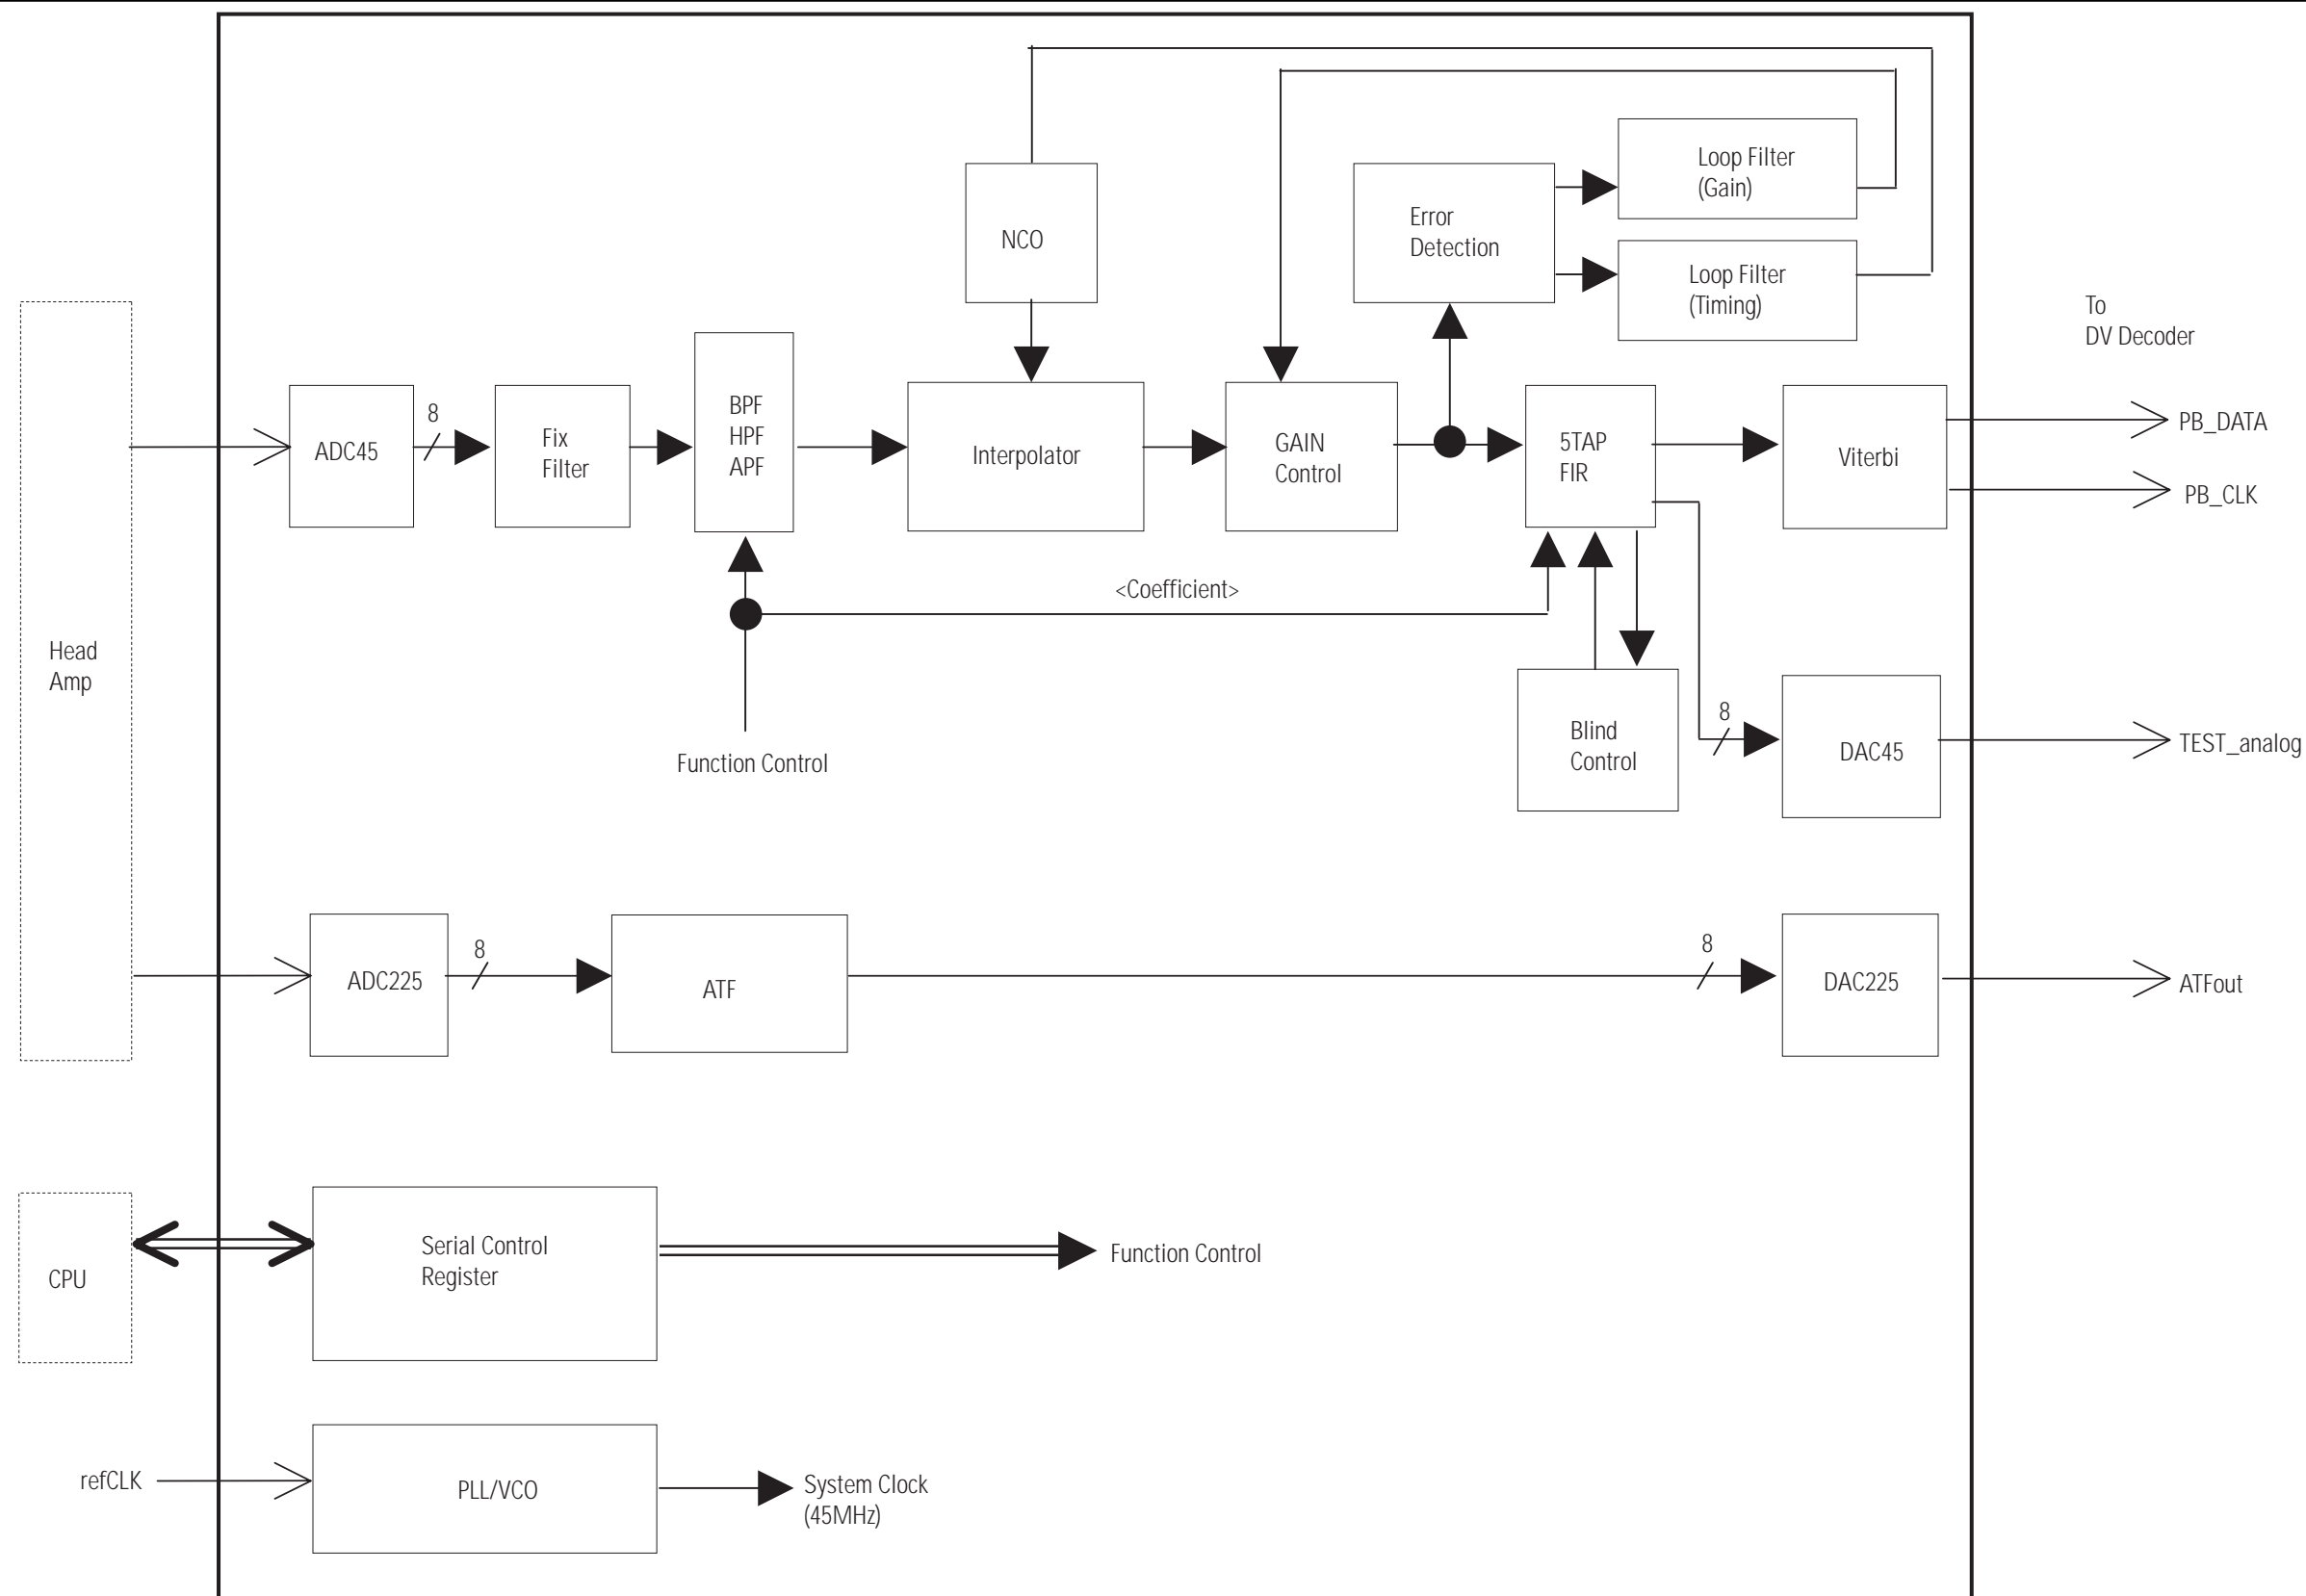 Loop Filter
(Gain)
Error
Detection
NCO
Loop Filter
(Timing)
To
DV Decoder
8
ADC45
Fix
Filter
BPF
HPF
APF
Interpolator
GAIN
Control
5TAP
FIR
Viterbi
PB_DATA
PB_CLK
<Coefficient>
Head
Amp
Function Control
Blind
Control
8
DAC45
TEST_analog
8
ADC225
ATF
8
DAC225
ATFout
CPU
Serial Control
Register
Function Control
refCLK
PLL/VCO
System Clock
(45MHz)